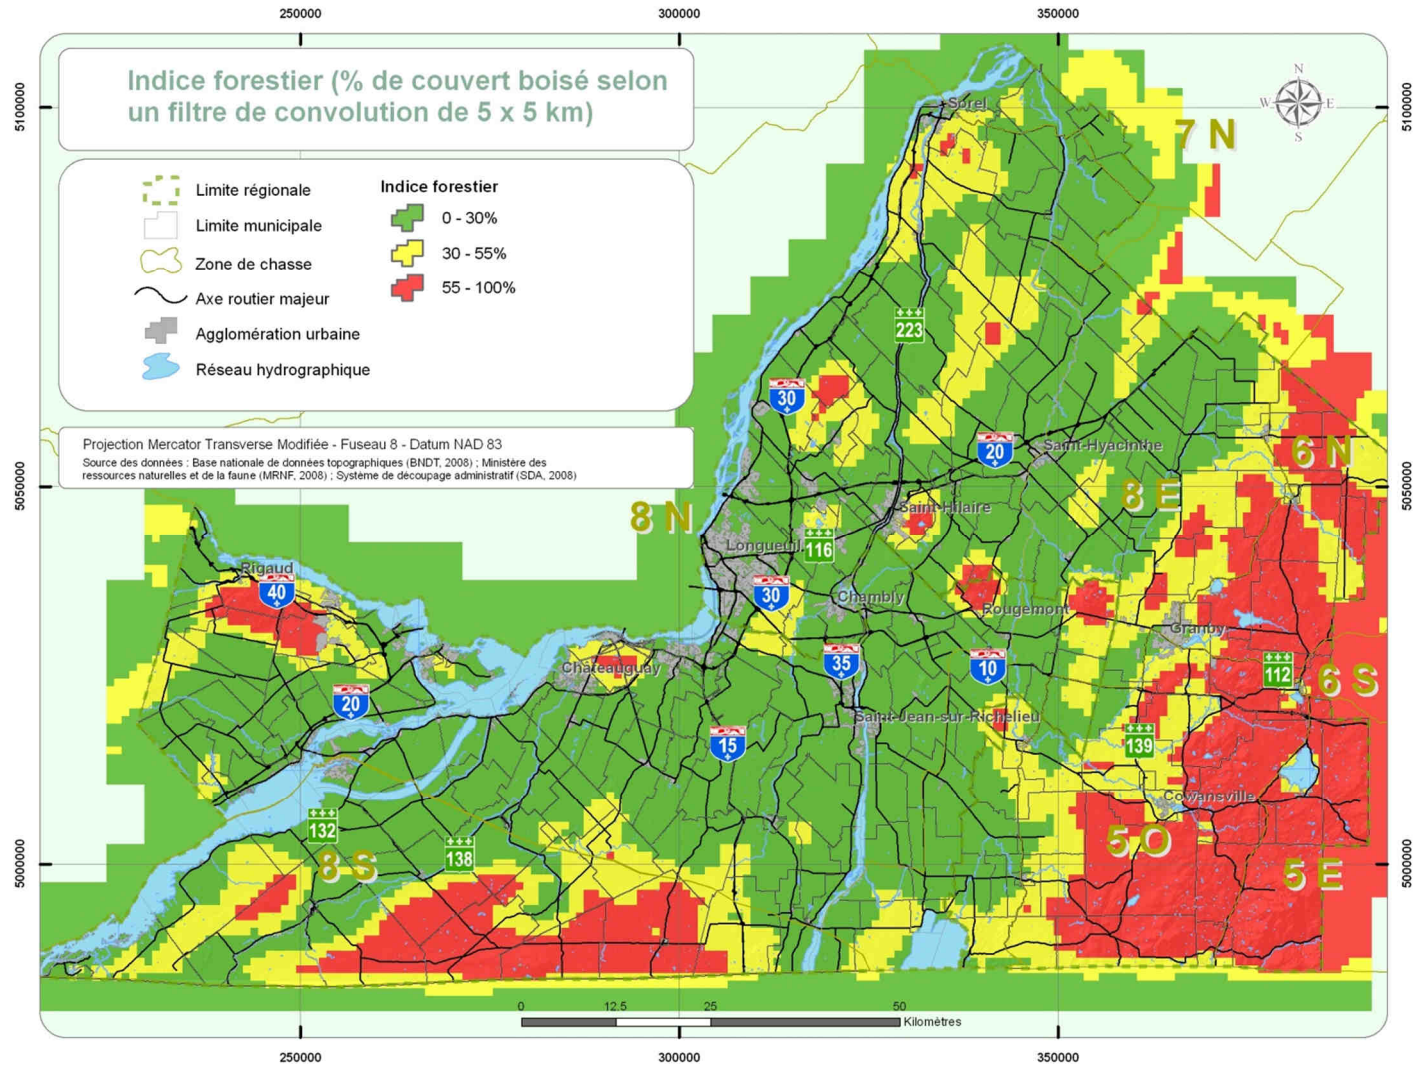 250000
300000
350000
Indice forestier (% de couvert boisé selon
un filtre de convolution de 5 x 5 km)
5100000
5100000
N
W E
S
Sorel
7 N
Limite régionale
Limite municipale
Zone de chasse
Axe routier majeur
Agglomération urbaine
Réseau hydrographique
Indice forestier
0 - 30%
30 - 55%
55 - 100%
223
30
Projection Mercator Transverse Modifiée - Fuseau 8 - Datum NAD 83
Source des données : Base nationale de données topographiques (BNDT, 2008) ; Ministère des
ressources naturelles et de la faune (MRNF, 2008) ; Système de découpage administratif (SDA, 2008)
20
Saint-Hyacinthe
6 N
5050000
5050000
8 E
8 N
Saint-Hilaire
Longueuil
116
Rigaud
40
30
Chambly
Rougemont
Granby
Châteauguay
35
10
112
6 S
20
Saint-Jean-sur-Richelieu
15
139
Cowansville
132
138
8 S
5 O
5 E
5000000
5000000
0 12.5 25 50
Kilomètres
250000
300000
350000